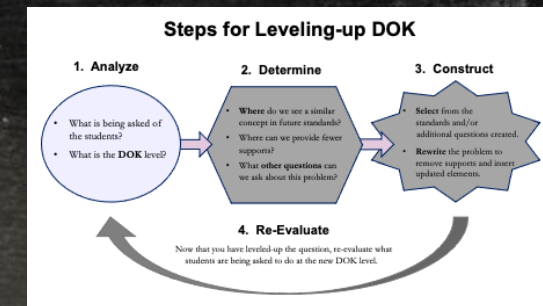 Steps for Leveling-up DOK
1. Analyze
• What is being asked of
the students?
• What is the DOK level?
2. Determine
• Where do we see a similar
concept in future standards?
• Where can we provide fewer
supports?
• What other questions can
we ask about this problem?
3. Construct
• Select from the
standards and/or
additional questions created.
• Rewrite the problem to
remove supports and insert
updated elements.
4. Re-Evaluate
Now that you have leveled-up the question, re-evaluate what
students are being asked to do at the new DOK level.